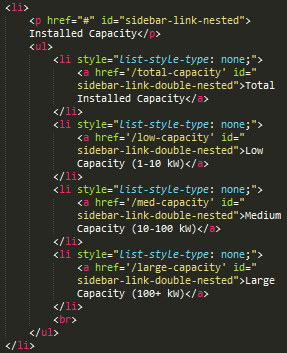 <li>
<p href="#" id="sidebar-link-nested">
Installed Capacity</p>
<ul>
<li style="list-style-type: none;">
<a href='/total-capacity' id="
sidebar-link-double-nested">Total
Installed Capacity</a>
</li>
<li style="list-style-type: none;">
<a href='/low-capacity' id="
sidebar-link-double-nested">Low
Capacity (1-10 kW)</a>
</li>
<li style="list-style-type: none;">
<a href='/med-capacity' id="
sidebar-link-double-nested">Medium
Capacity (10-100 kW)</a>
</li>
<li style="list-style-type: none;">
<a href='/large-capacity' id="
sidebar-link-double-nested">Large
Capacity (100+ kW)</a>
</li>
<br>
</ul>
</li>